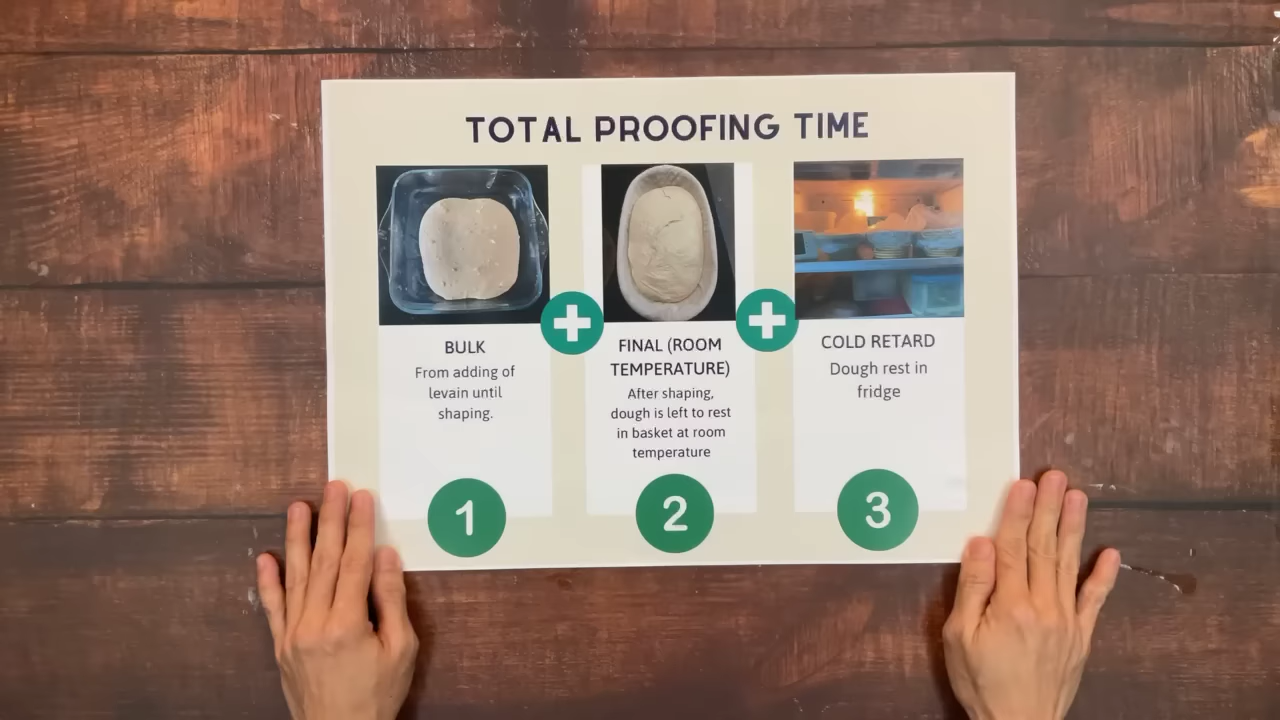 TOTAL PROOFING TIME
BULK
From adding of
levain until
shaping.
1
FINAL (ROOM
TEMPERATURE)
After shaping,
dough is left to rest
in basket at room
temperature
2
COLD RETARD
Dough rest in
fridge
3